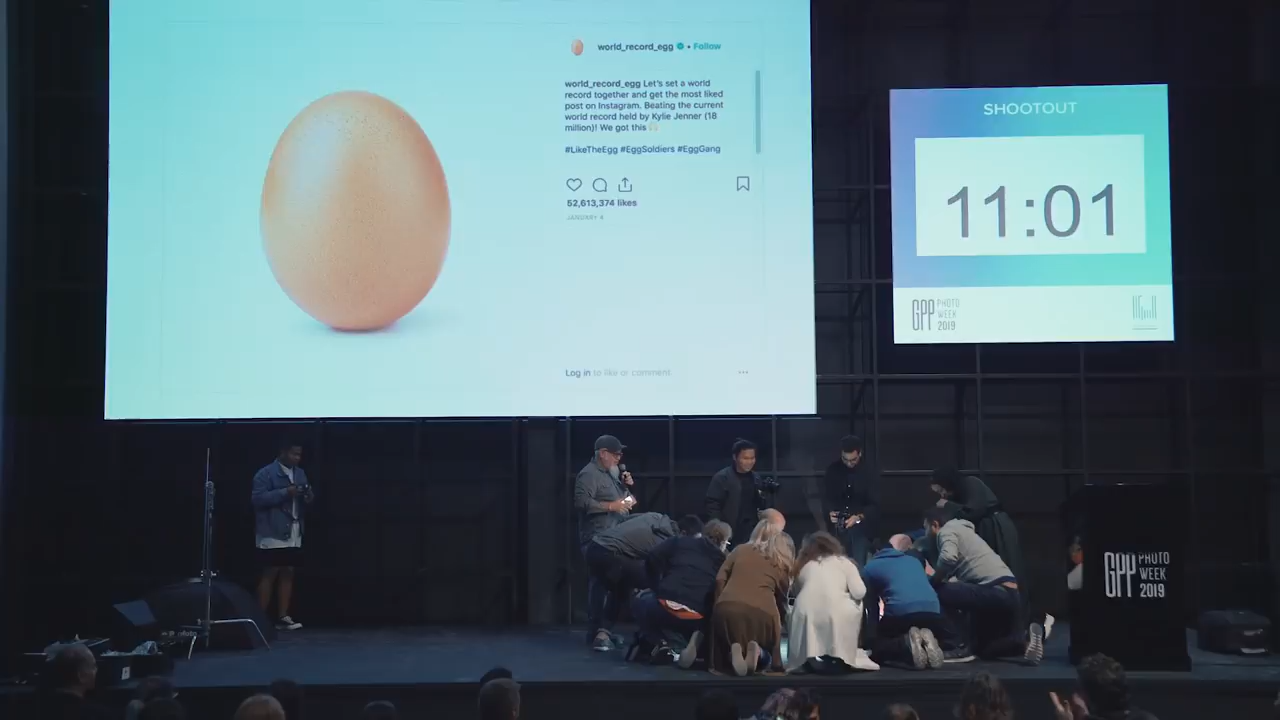 world_record_egg • Follow
world_record_egg Let's set a world
record together and get the most liked
post on Instagram. Beating the current
world record held by Kylie Jenner (18
million)! We got this 🙌🏻
#LikeTheEgg #EggSoldiers #EggGang
52,613,374 likes
JANUARY 4
Log in to like or comment.
SHOOTOUT
11:01
GPP PHOTO
WEEK
2019
GPP PHOTO
WEEK
2019